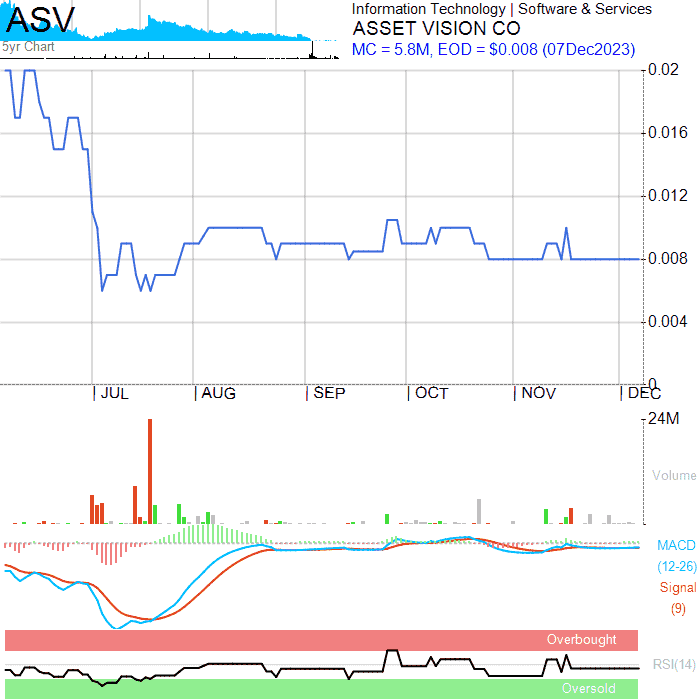 ASV
5yr Chart
Information Technology | Software & Services
ASSET VISION CO
MC = 5.8M, EOD = $0.008 (07Dec2023)
0.02
0.016
0.012
0.008
0.004
0
JUL AUG SEP OCT NOV DEC
24M
Volume
MACD
(12-26)
Signal
(9)
Overbought
RSI(14)
Oversold